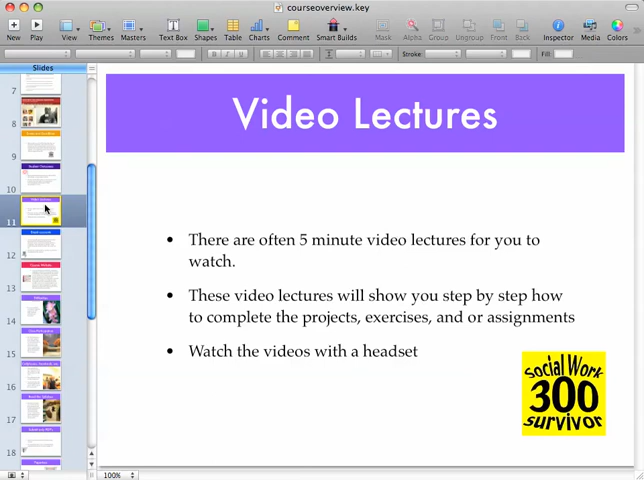 courseoverview.key
New
Play
View
Themes
Masters
Text Box
Shapes
Table
Charts
Comment
Smart Builds
Mask
Alpha
Group
Ungroup
Front
Back
Inspector
Media
Colors
B I U
Stroke:
Fill:
Slides
7
8
9
10
11
12
13
14
15
16
17
18
Video Lectures
• There are often 5 minute video lectures for you to
watch.
• These video lectures will show you step by step how
to complete the projects, exercises, and or assignments
• Watch the videos with a headset
Social Work
300
survivor
100%